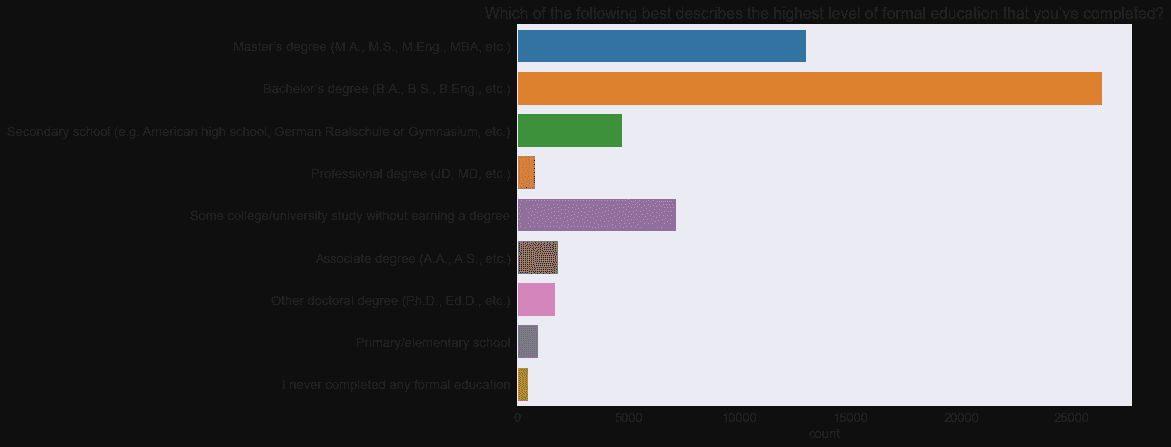 Which of the following best describes the highest level of formal education that you've completed?
Master's degree (M.A., M.S., M.Eng., MBA, etc.)
Bachelor's degree (B.A., B.S., B.Eng., etc.)
Secondary school (e.g. American high school, German Realschule or Gymnasium, etc.)
Professional degree (JD, MD, etc.)
Some college/university study without earning a degree
Associate degree (A.A., A.S., etc.)
Other doctoral degree (Ph.D., Ed.D., etc.)
Primary/elementary school
I never completed any formal education
0 5000 10000 15000 20000 25000
count